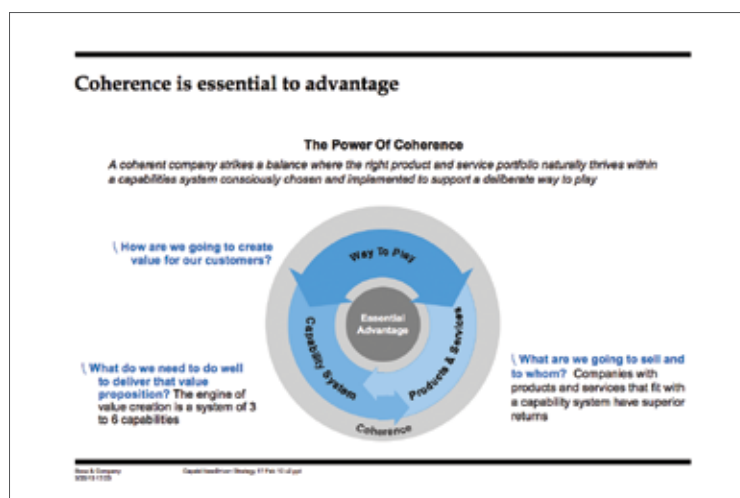 Coherence is essential to advantage
The Power Of Coherence
A coherent company strikes a balance where the right product and service portfolio naturally thrives within
a capabilities system consciously chosen and implemented to support a deliberate way to play
\ How are we going to create
value for our customers?
Way To Play
Essential
Advantage
Capability System
Products & Services
Coherence
\ What do we need to do well
to deliver that value
proposition? The engine of
value creation is a system of 3
to 6 capabilities
\ What are we going to sell and
to whom? Companies with
products and services that fit with
a capability system have superior
returns
Booz & Company